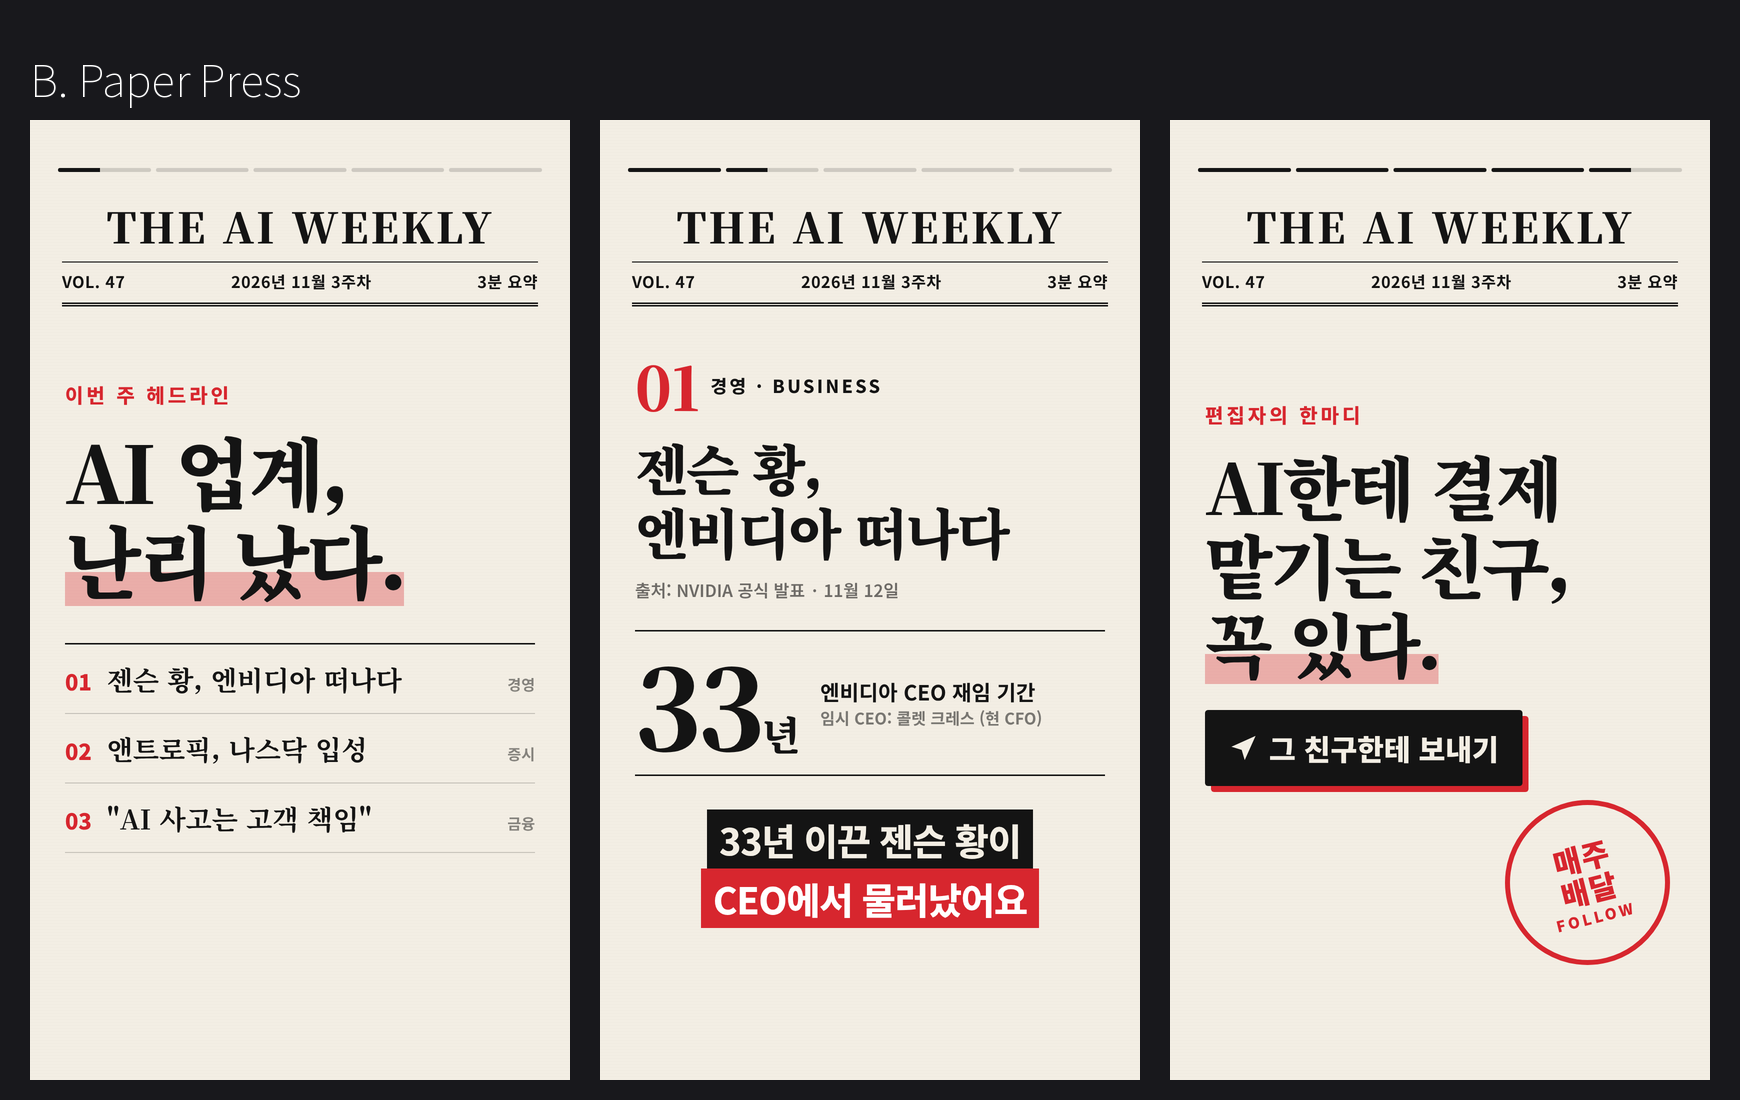 B. Paper Press
THE AI WEEKLY
VOL. 47 2026년 11월 3주차 3분 요약
이번 주 헤드라인
AI 업계,
난리 났다.
01 젠슨 황, 엔비디아 떠나다 경영
02 앤트로픽, 나스닥 입성 증시
03 "AI 사고는 고객 책임" 금융
THE AI WEEKLY
VOL. 47 2026년 11월 3주차 3분 요약
01 경영 · BUSINESS
젠슨 황,
엔비디아 떠나다
출처: NVIDIA 공식 발표 · 11월 12일
33년
엔비디아 CEO 재임 기간
임시 CEO: 콜렛 크레스 (현 CFO)
33년 이끈 젠슨 황이
CEO에서 물러났어요
THE AI WEEKLY
VOL. 47 2026년 11월 3주차 3분 요약
편집자의 한마디
AI한테 결제
맡기는 친구,
꼭 있다.
그 친구한테 보내기
매주
배달
FOLLOW